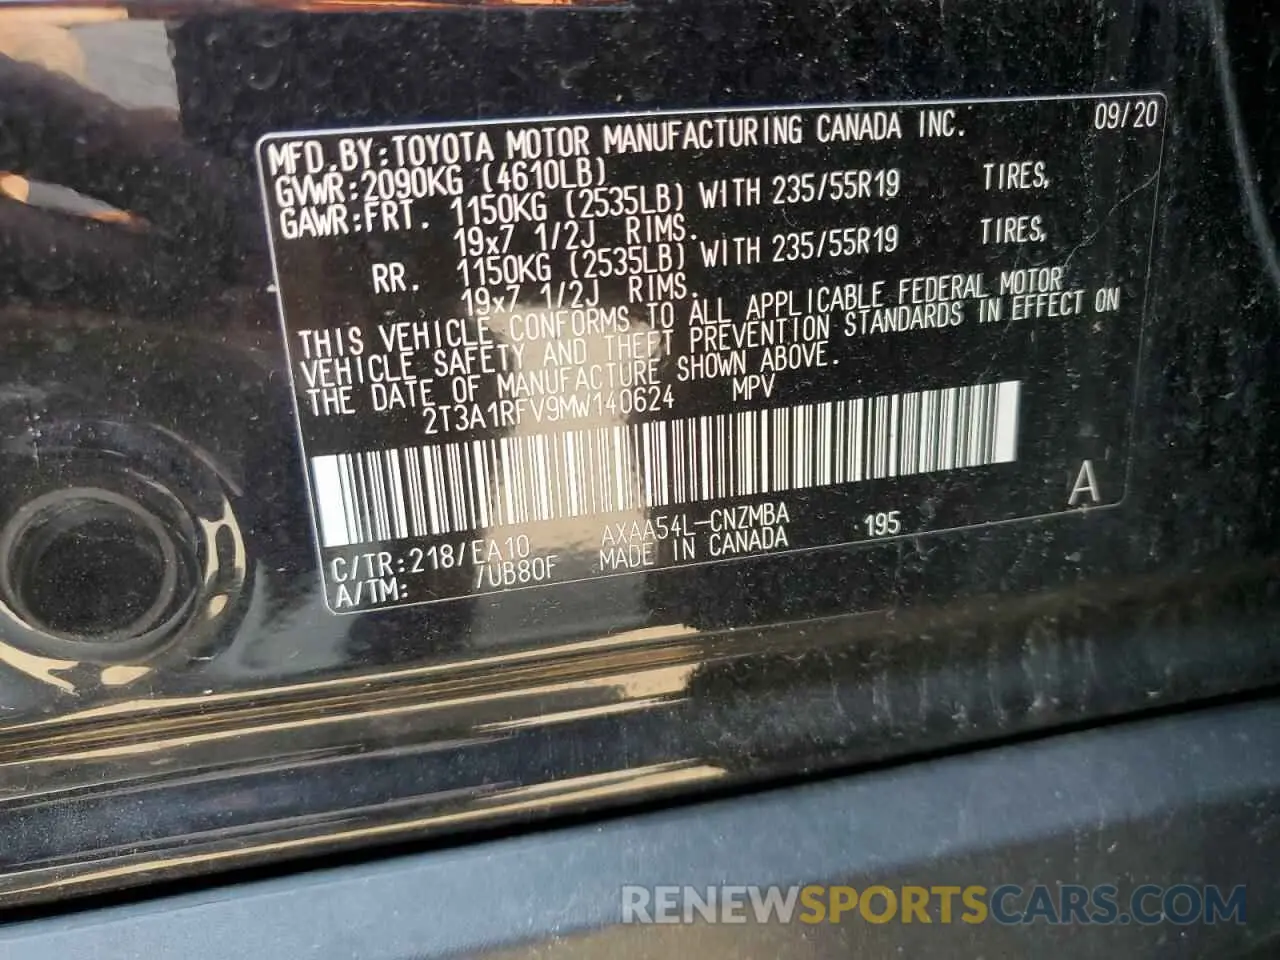 MFD.BY:TOYOTA MOTOR MANUFACTURING CANADA INC. 09/20
GVWR:2090KG (4610LB)
GAWR:FRT. 1150KG (2535LB) WITH 235/55R19 TIRES,
19x7 1/2J RIMS.
RR. 1150KG (2535LB) WITH 235/55R19 TIRES,
19x7 1/2J RIMS.
THIS VEHICLE CONFORMS TO ALL APPLICABLE FEDERAL MOTOR
VEHICLE SAFETY AND THEFT PREVENTION STANDARDS IN EFFECT ON
THE DATE OF MANUFACTURE SHOWN ABOVE.
2T3A1RFV9MW140624 MPV
A
C/TR:218/EA10 AXAA54L-CNZMBA 195
A/TM: /UB80F MADE IN CANADA
RENEWSPORTSCARS.COM